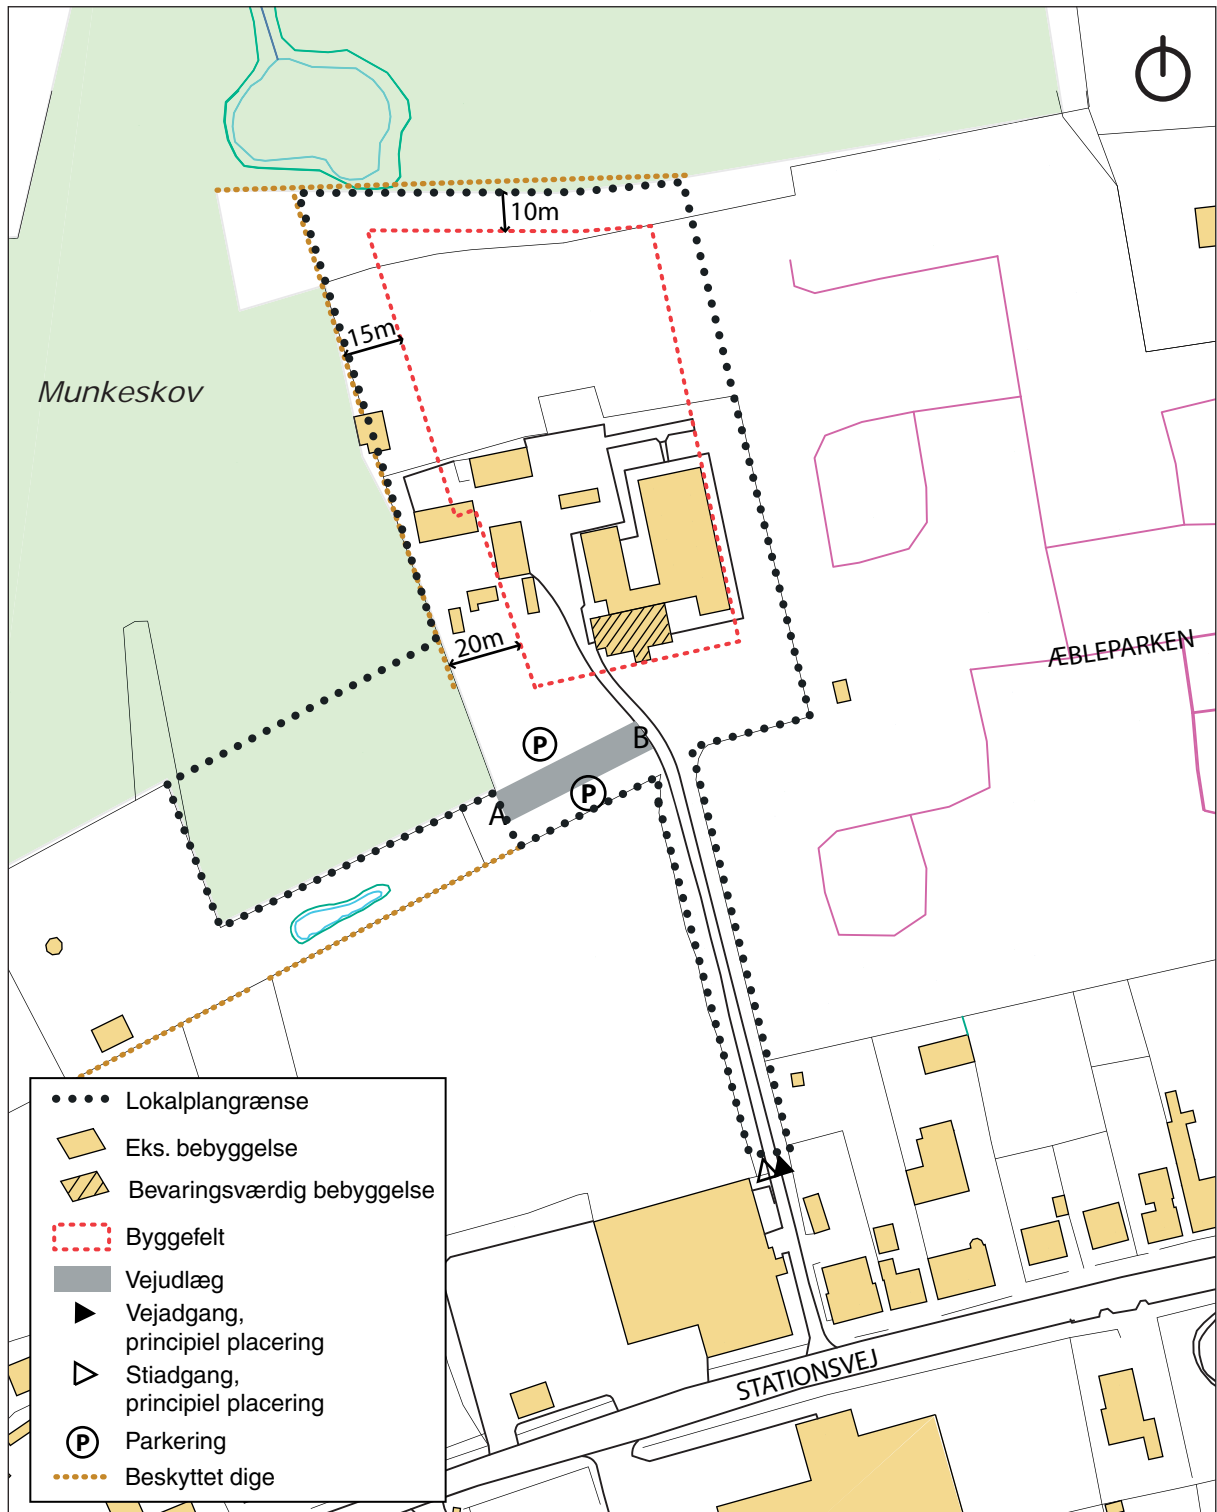 10m
15m
Munkeskov
20m
ÆBLEPARKEN
B
P
P
A
Lokalplangrænse
Eks. bebyggelse
Bevaringsværdig bebyggelse
Byggefelt
Vejudlæg
Vejadgang,
principiel placering
Stiadgang,
principiel placering
P Parkering
Beskyttet dige
STATIONSVEJ